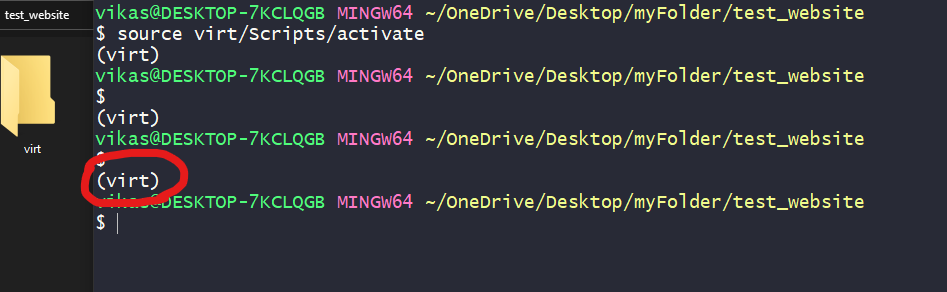 test_website
virt
vikas@DESKTOP-7KCLQGB MINGW64 ~/OneDrive/Desktop/myFolder/test_website
$ source virt/Scripts/activate
(virt)
vikas@DESKTOP-7KCLQGB MINGW64 ~/OneDrive/Desktop/myFolder/test_website
$
(virt)
vikas@DESKTOP-7KCLQGB MINGW64 ~/OneDrive/Desktop/myFolder/test_website
$
(virt)
vikas@DESKTOP-7KCLQGB MINGW64 ~/OneDrive/Desktop/myFolder/test_website
$